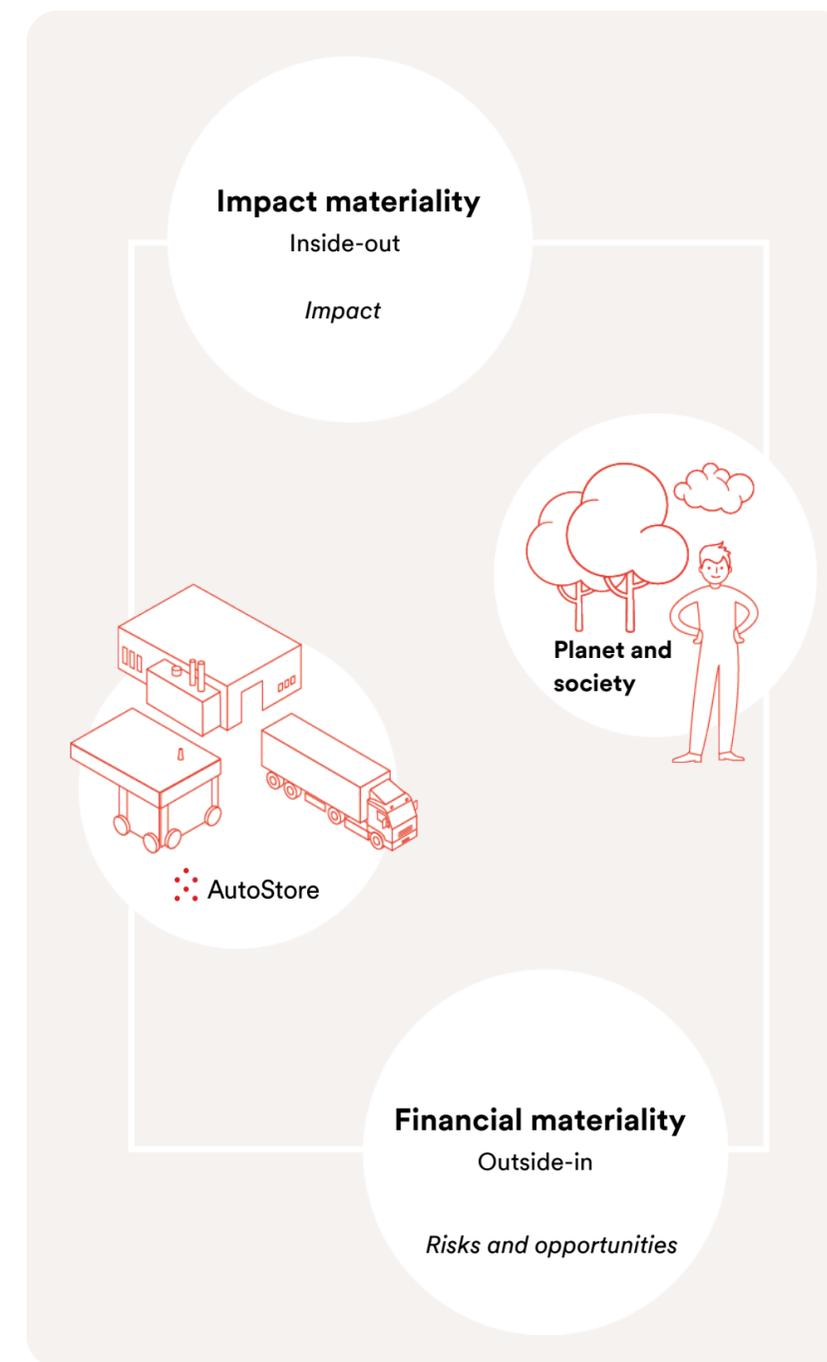 Impact materiality
Inside-out
Impact
Planet and
society
AutoStore
Financial materiality
Outside-in
Risks and opportunities